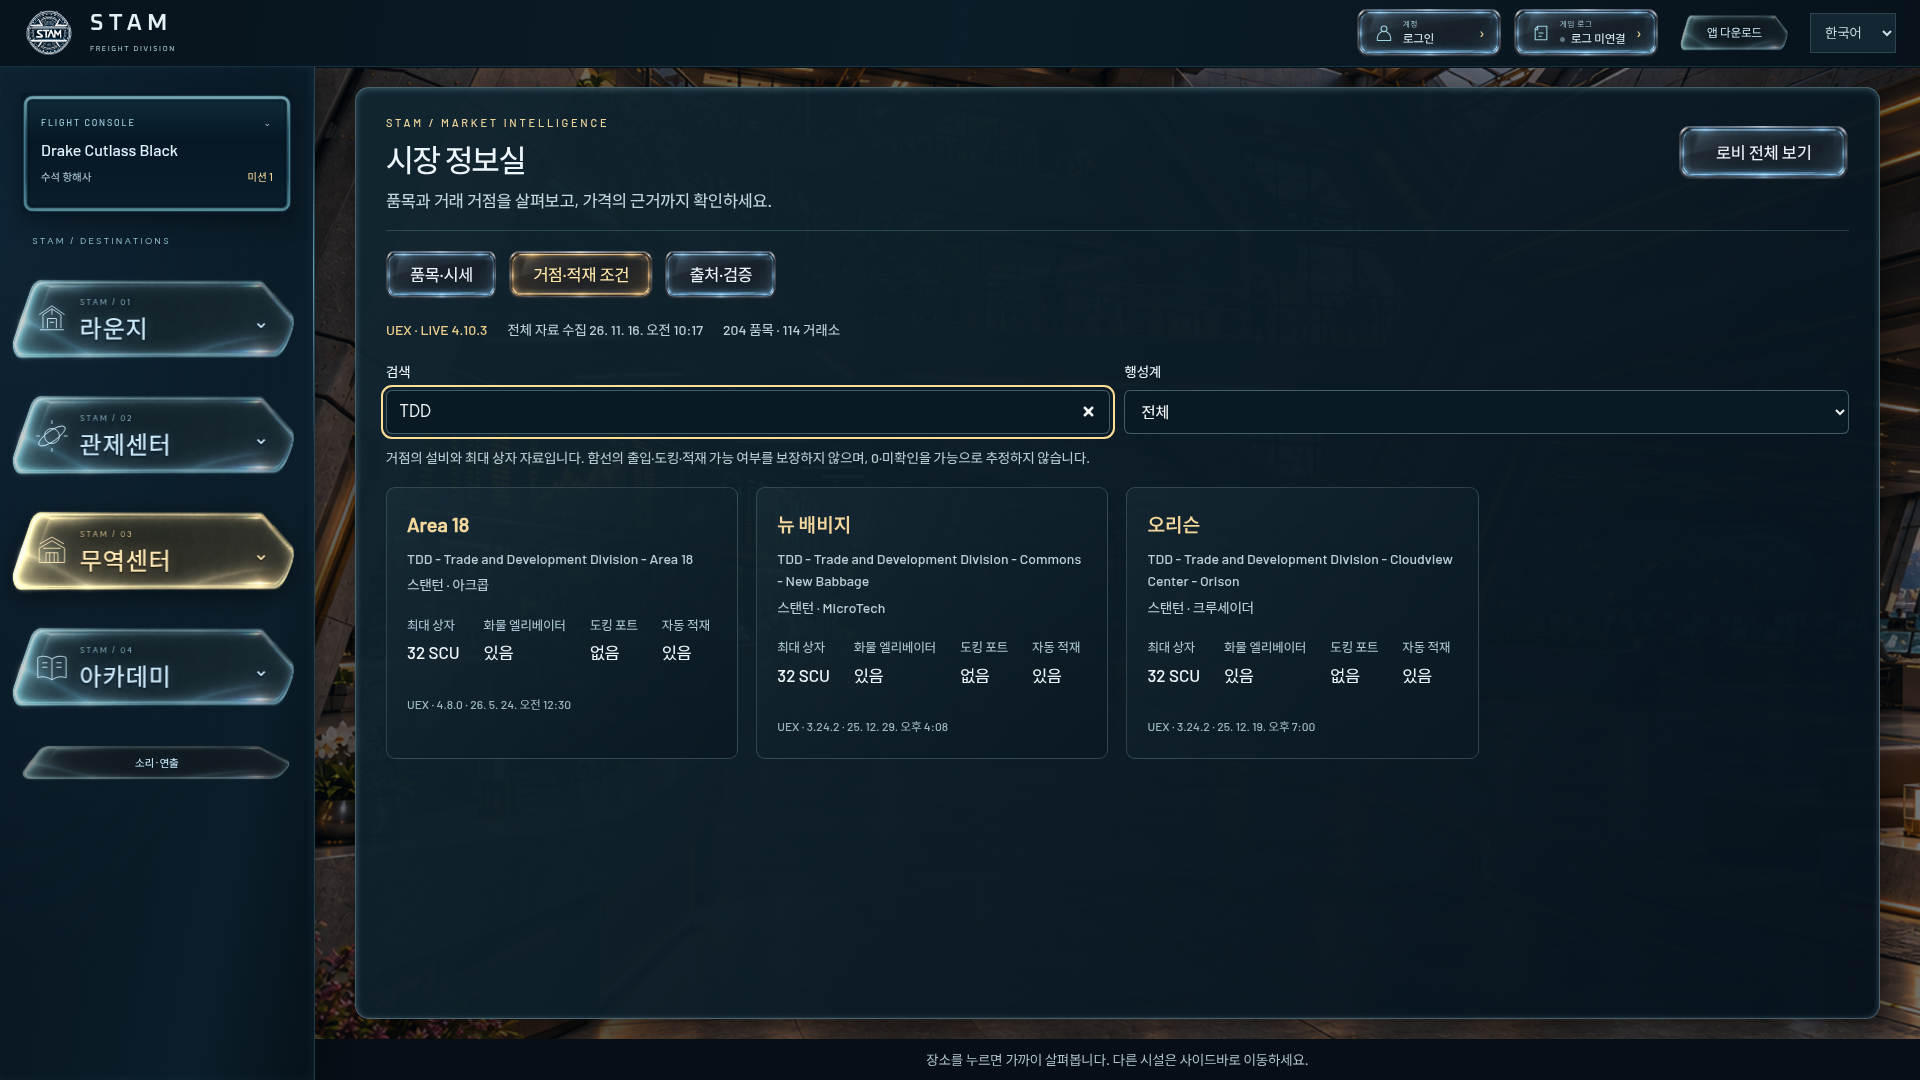 STAM
FREIGHT DIVISION
STAM
계정
로그인
게임 로그
로그 미연결
앱 다운로드
한국어
FLIGHT CONSOLE
Drake Cutlass Black
수석 항해사
미션 1
STAM / DESTINATIONS
STAM / 01
라운지
STAM / 02
관제센터
STAM / 03
무역센터
STAM / 04
아카데미
소리·연출
STAM / MARKET INTELLIGENCE
시장 정보실
품목과 거래 거점을 살펴보고, 가격의 근거까지 확인하세요.
로비 전체 보기
품목·시세
거점·적재 조건
출처·검증
UEX · LIVE 4.10.3
전체 자료 수집 26. 11. 16. 오전 10:17
204 품목 · 114 거래소
검색
TDD
행성계
전체
거점의 설비와 최대 상자 자료입니다. 함선의 출입·도킹·적재 가능 여부를 보장하지 않으며, 0·미확인을 가능으로 추정하지 않습니다.
Area 18
TDD - Trade and Development Division - Area 18
스탠턴 · 아크콥
최대 상자
화물 엘리베이터
도킹 포트
자동 적재
32 SCU
있음
없음
있음
UEX · 4.8.0 · 26. 5. 24. 오전 12:30
뉴 배비지
TDD - Trade and Development Division - Commons
- New Babbage
스탠턴 · MicroTech
최대 상자
화물 엘리베이터
도킹 포트
자동 적재
32 SCU
있음
없음
있음
UEX · 3.24.2 · 25. 12. 29. 오후 4:08
오리슨
TDD - Trade and Development Division - Cloudview
Center - Orison
스탠턴 · 크루세이더
최대 상자
화물 엘리베이터
도킹 포트
자동 적재
32 SCU
있음
없음
있음
UEX · 3.24.2 · 25. 12. 19. 오후 7:00
장소를 누르면 가까이 살펴봅니다. 다른 시설은 사이드바로 이동하세요.